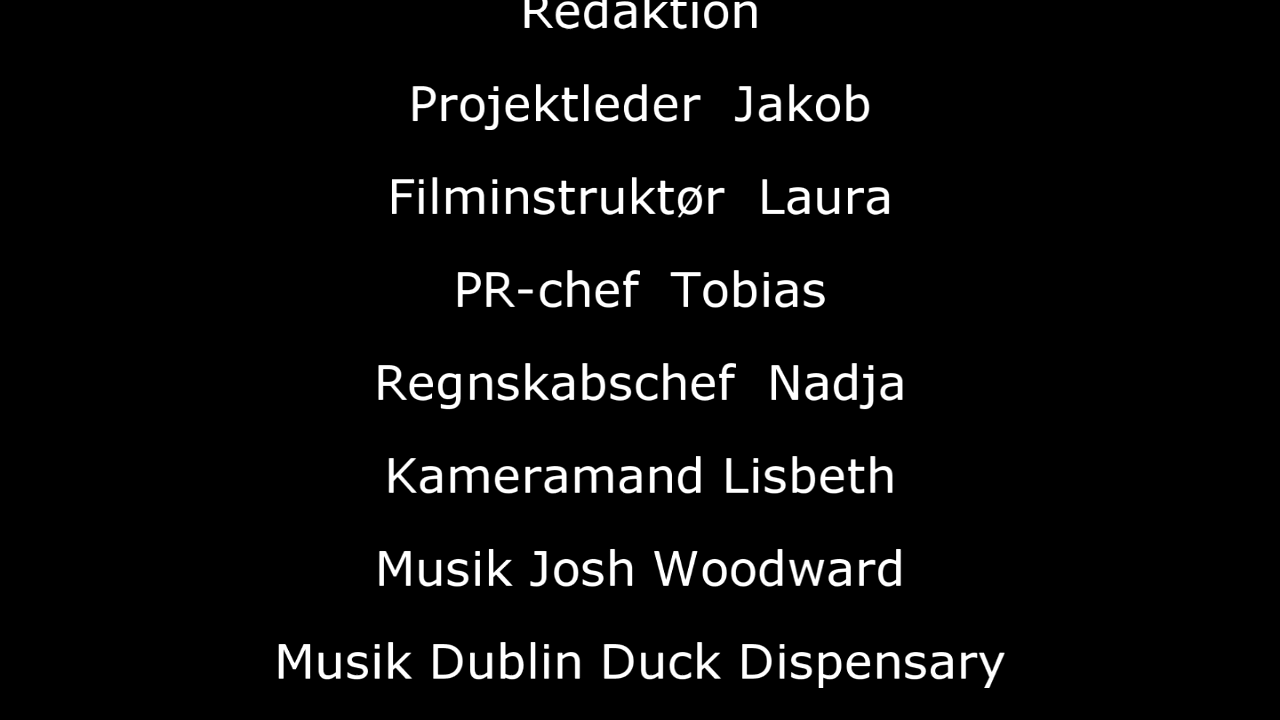 Redaktion
Projektleder  Jakob
Filminstruktør  Laura
PR-chef  Tobias
Regnskabschef  Nadja
Kameramand Lisbeth
Musik Josh Woodward
Musik Dublin Duck Dispensary